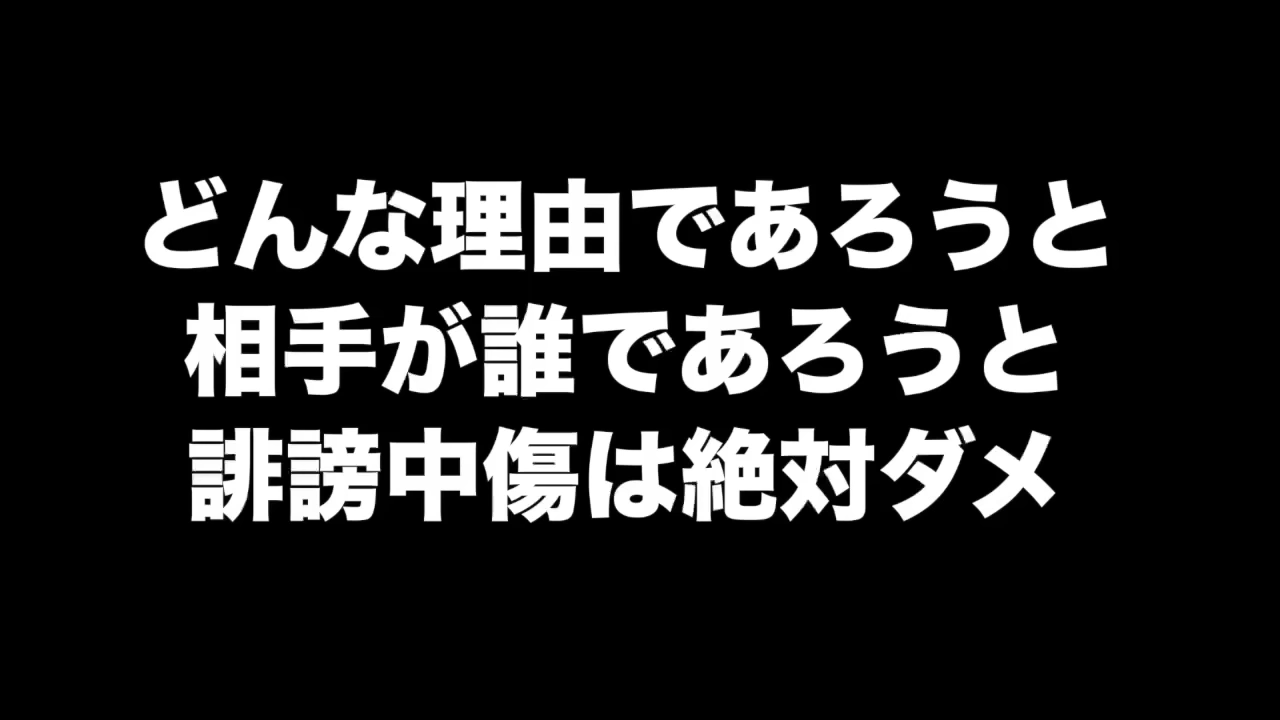 どんな理由であろうと
相手が誰であろうと
誹謗中傷は絶対ダメ